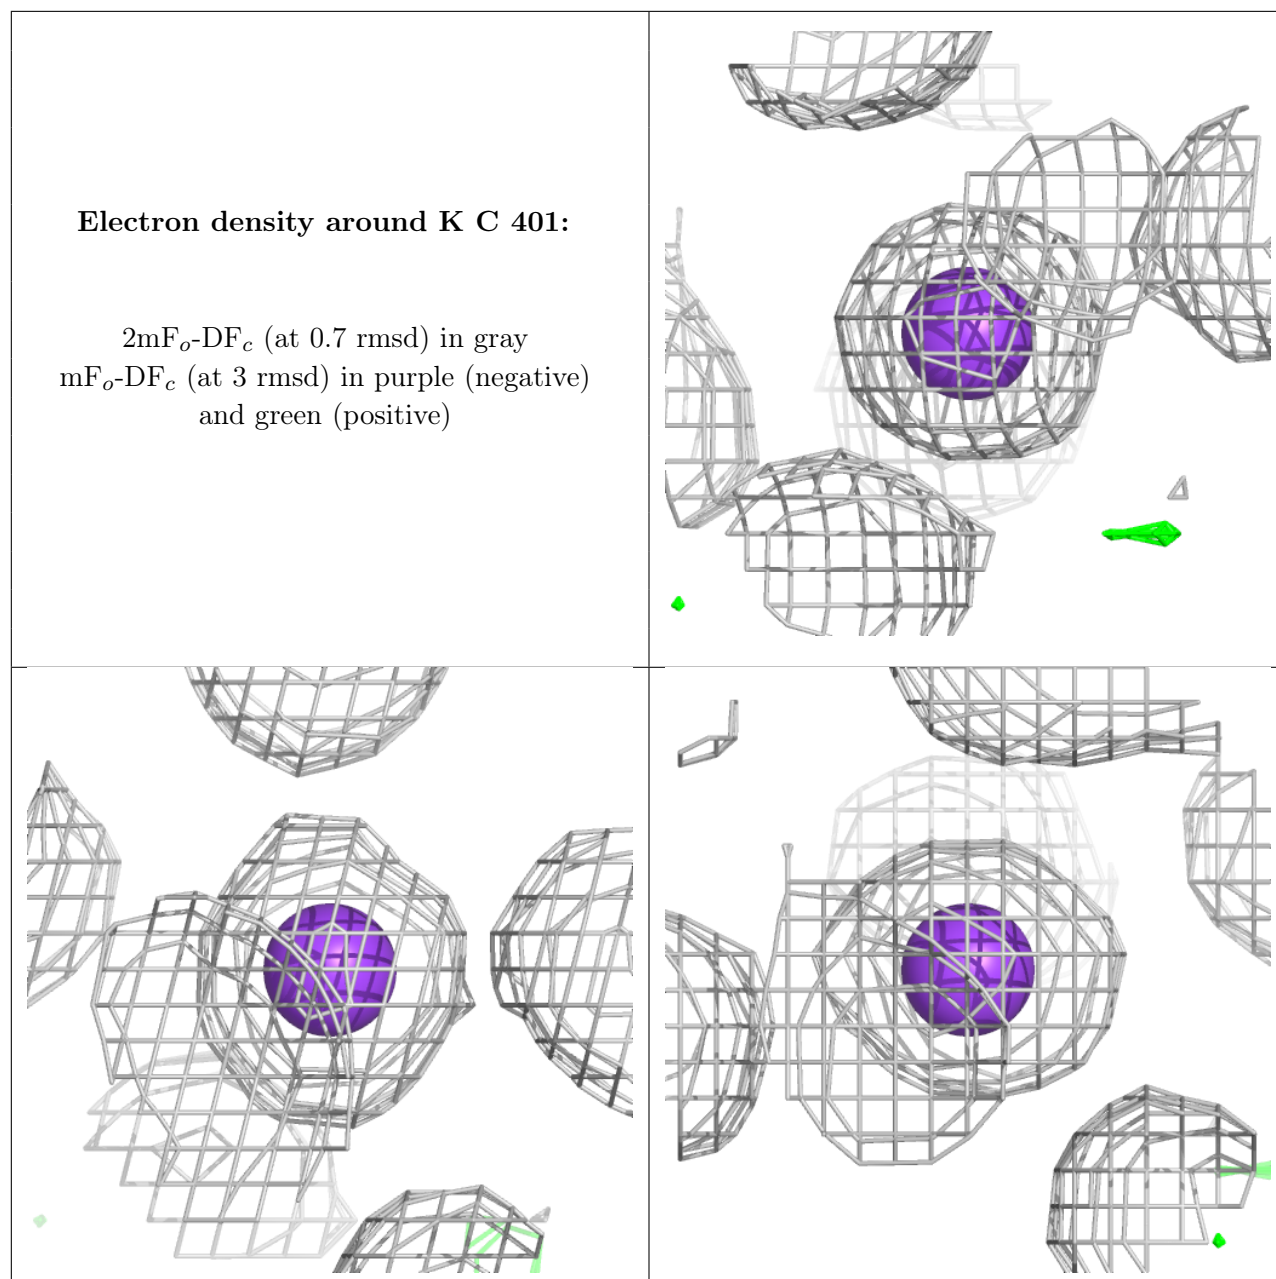 Electron density around K C 401:
2mFₒ-DF𝒸 (at 0.7 rmsd) in gray
mFₒ-DF𝒸 (at 3 rmsd) in purple (negative)
and green (positive)